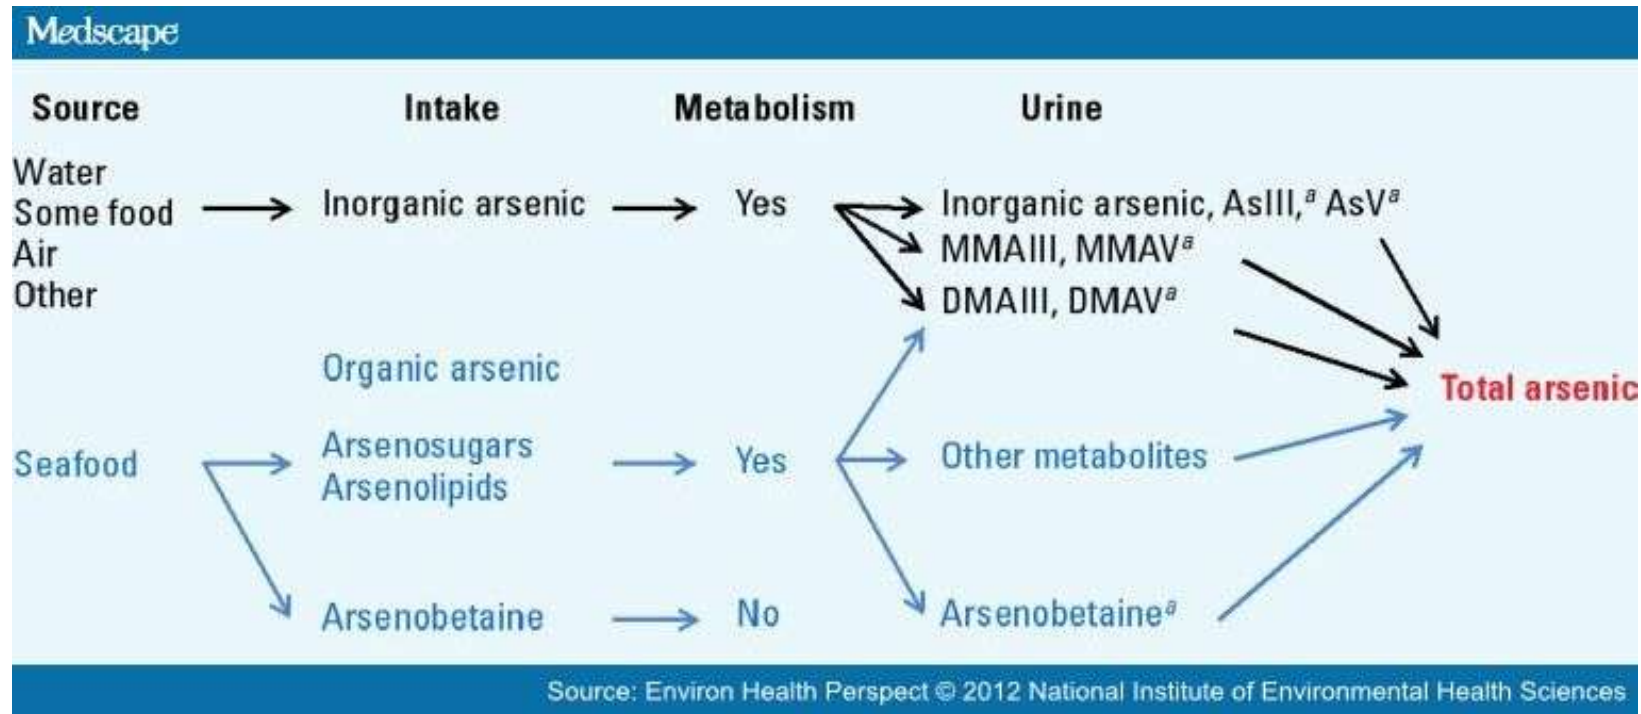 Medscape
Source Intake Metabolism Urine
Water
Some food
Air
Other
Inorganic arsenic
Yes
Inorganic arsenic, AsIII,ᵃ AsVᵃ
MMAIII, MMAVᵃ
DMAIII, DMAVᵃ
Organic arsenic
Seafood
Arsenosugars
Arsenolipids
Yes
Other metabolites
Total arsenic
Arsenobetaine
No
Arsenobetaineᵃ
Source: Environ Health Perspect © 2012 National Institute of Environmental Health Sciences